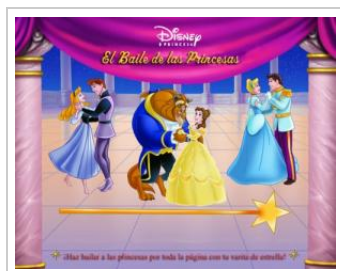 Disney
PRINCESS
El Baile de las Princesas
¡Haz bailar a las princesas por toda la página con tu varita de estrella!